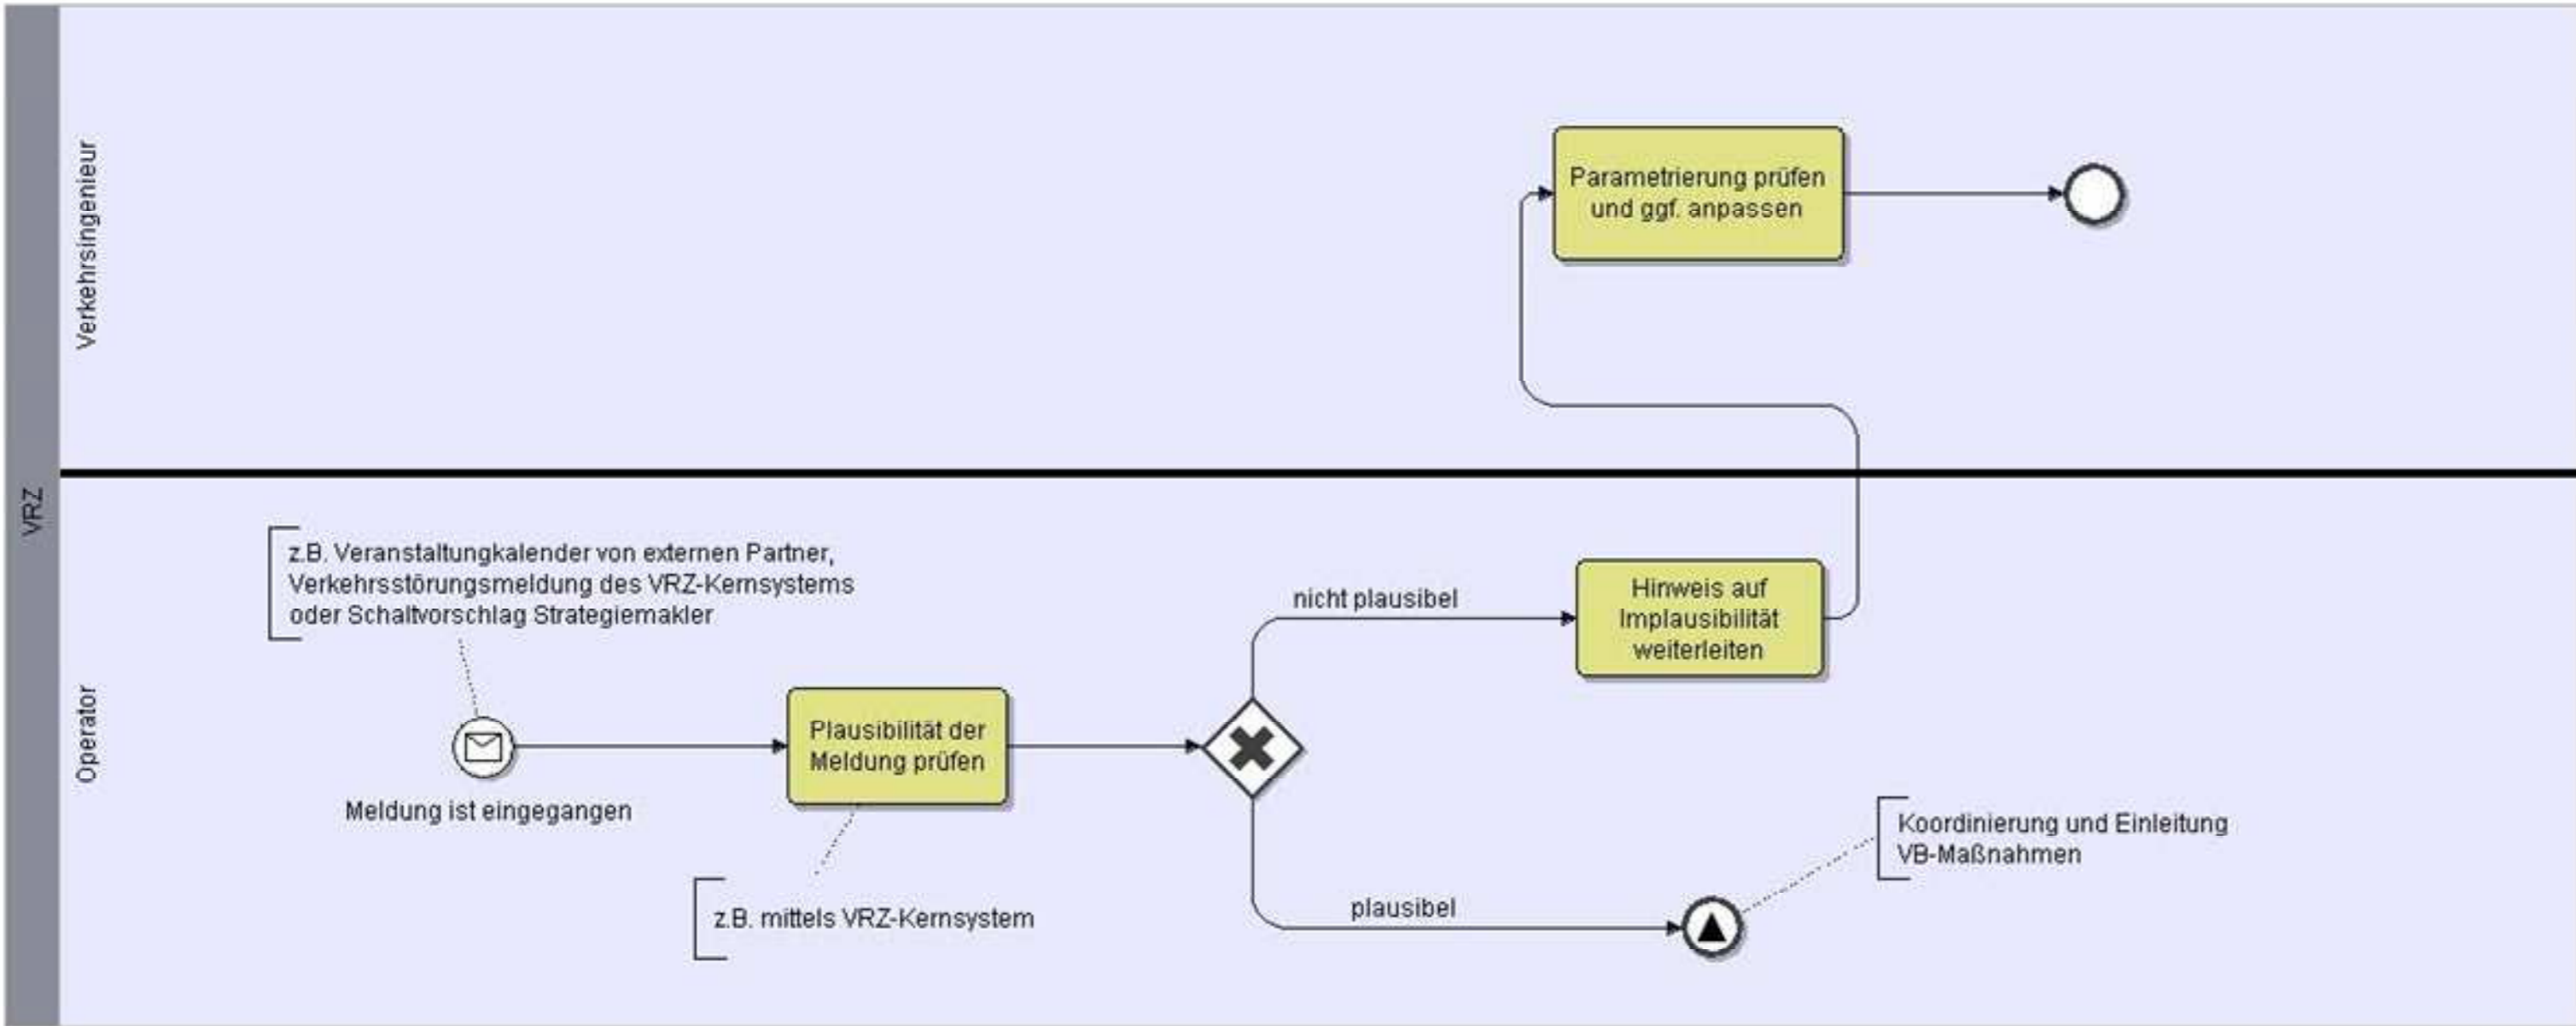 VRZ
Verkehrsingenieur
Parametrierung prüfen
und ggf. anpassen
Operator
z.B. Veranstaltungkalender von externen Partner,
Verkehrsstörungsmeldung des VRZ-Kernsystems
oder Schaltvorschlag Strategiemakler
Meldung ist eingegangen
Plausibilität der
Meldung prüfen
z.B. mittels VRZ-Kernsystem
nicht plausibel
Hinweis auf
Implausibilität
weiterleiten
plausibel
Koordinierung und Einleitung
VB-Maßnahmen